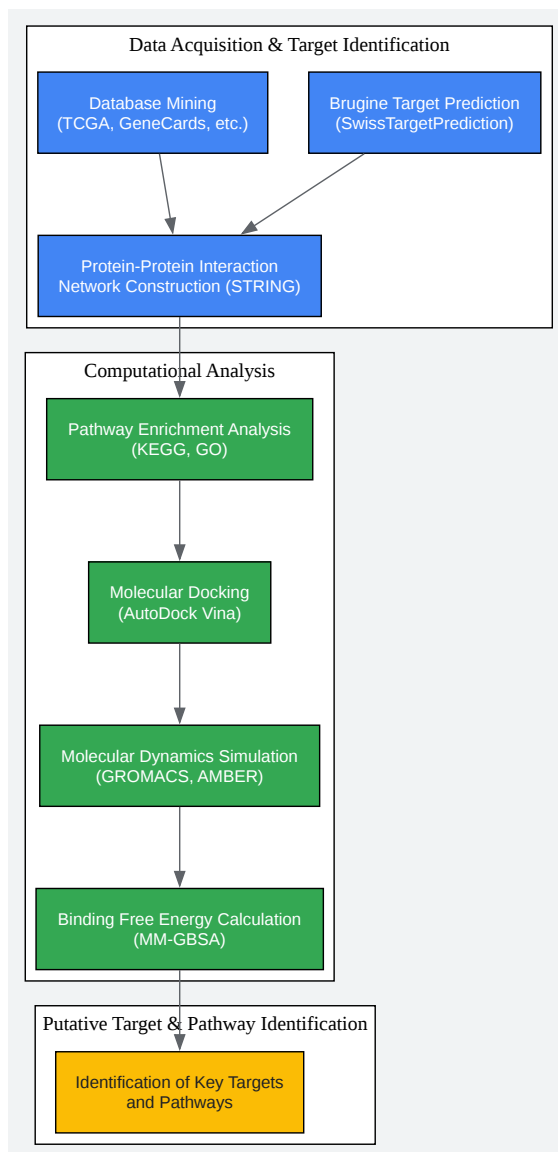 Data Acquisition & Target Identification
Database Mining
(TCGA, GeneCards, etc.)
Brugine Target Prediction
(SwissTargetPrediction)
Protein-Protein Interaction
Network Construction (STRING)
Computational Analysis
Pathway Enrichment Analysis
(KEGG, GO)
Molecular Docking
(AutoDock Vina)
Molecular Dynamics Simulation
(GROMACS, AMBER)
Binding Free Energy Calculation
(MM-GBSA)
Putative Target & Pathway Identification
Identification of Key Targets
and Pathways